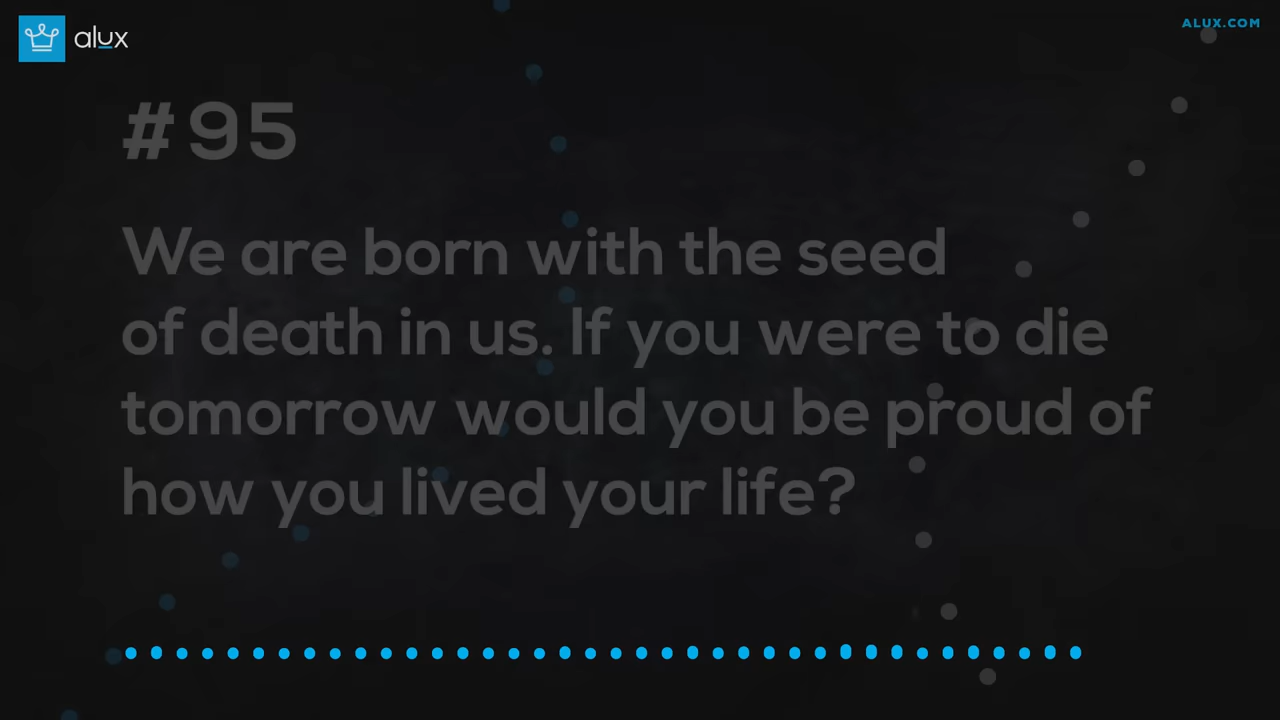 alux
ALUX.COM
#95
We are born with the seed
of death in us. If you were to die
tomorrow would you be proud of
how you lived your life?